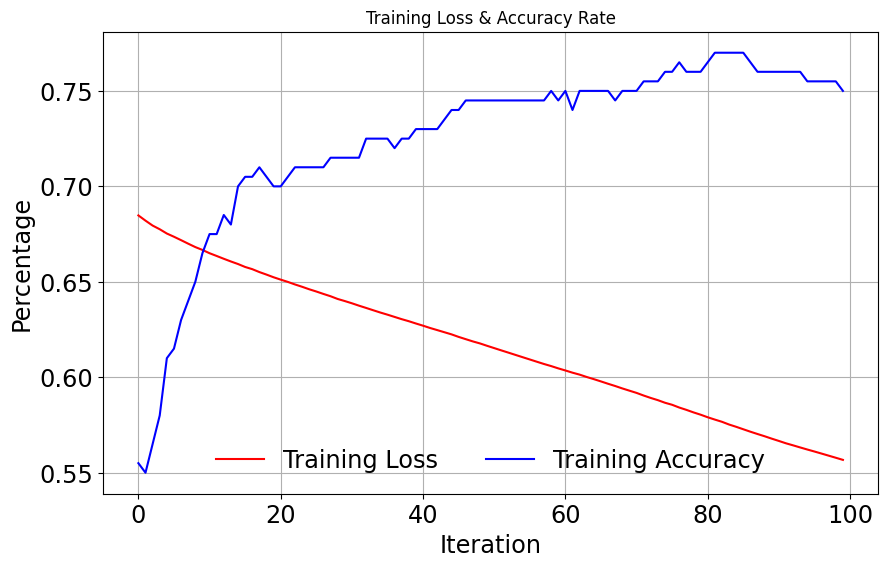 Training Loss & Accuracy Rate
Percentage
0.75
0.70
0.65
0.60
0.55
Training Loss
Training Accuracy
0 20 40 60 80 100
Iteration